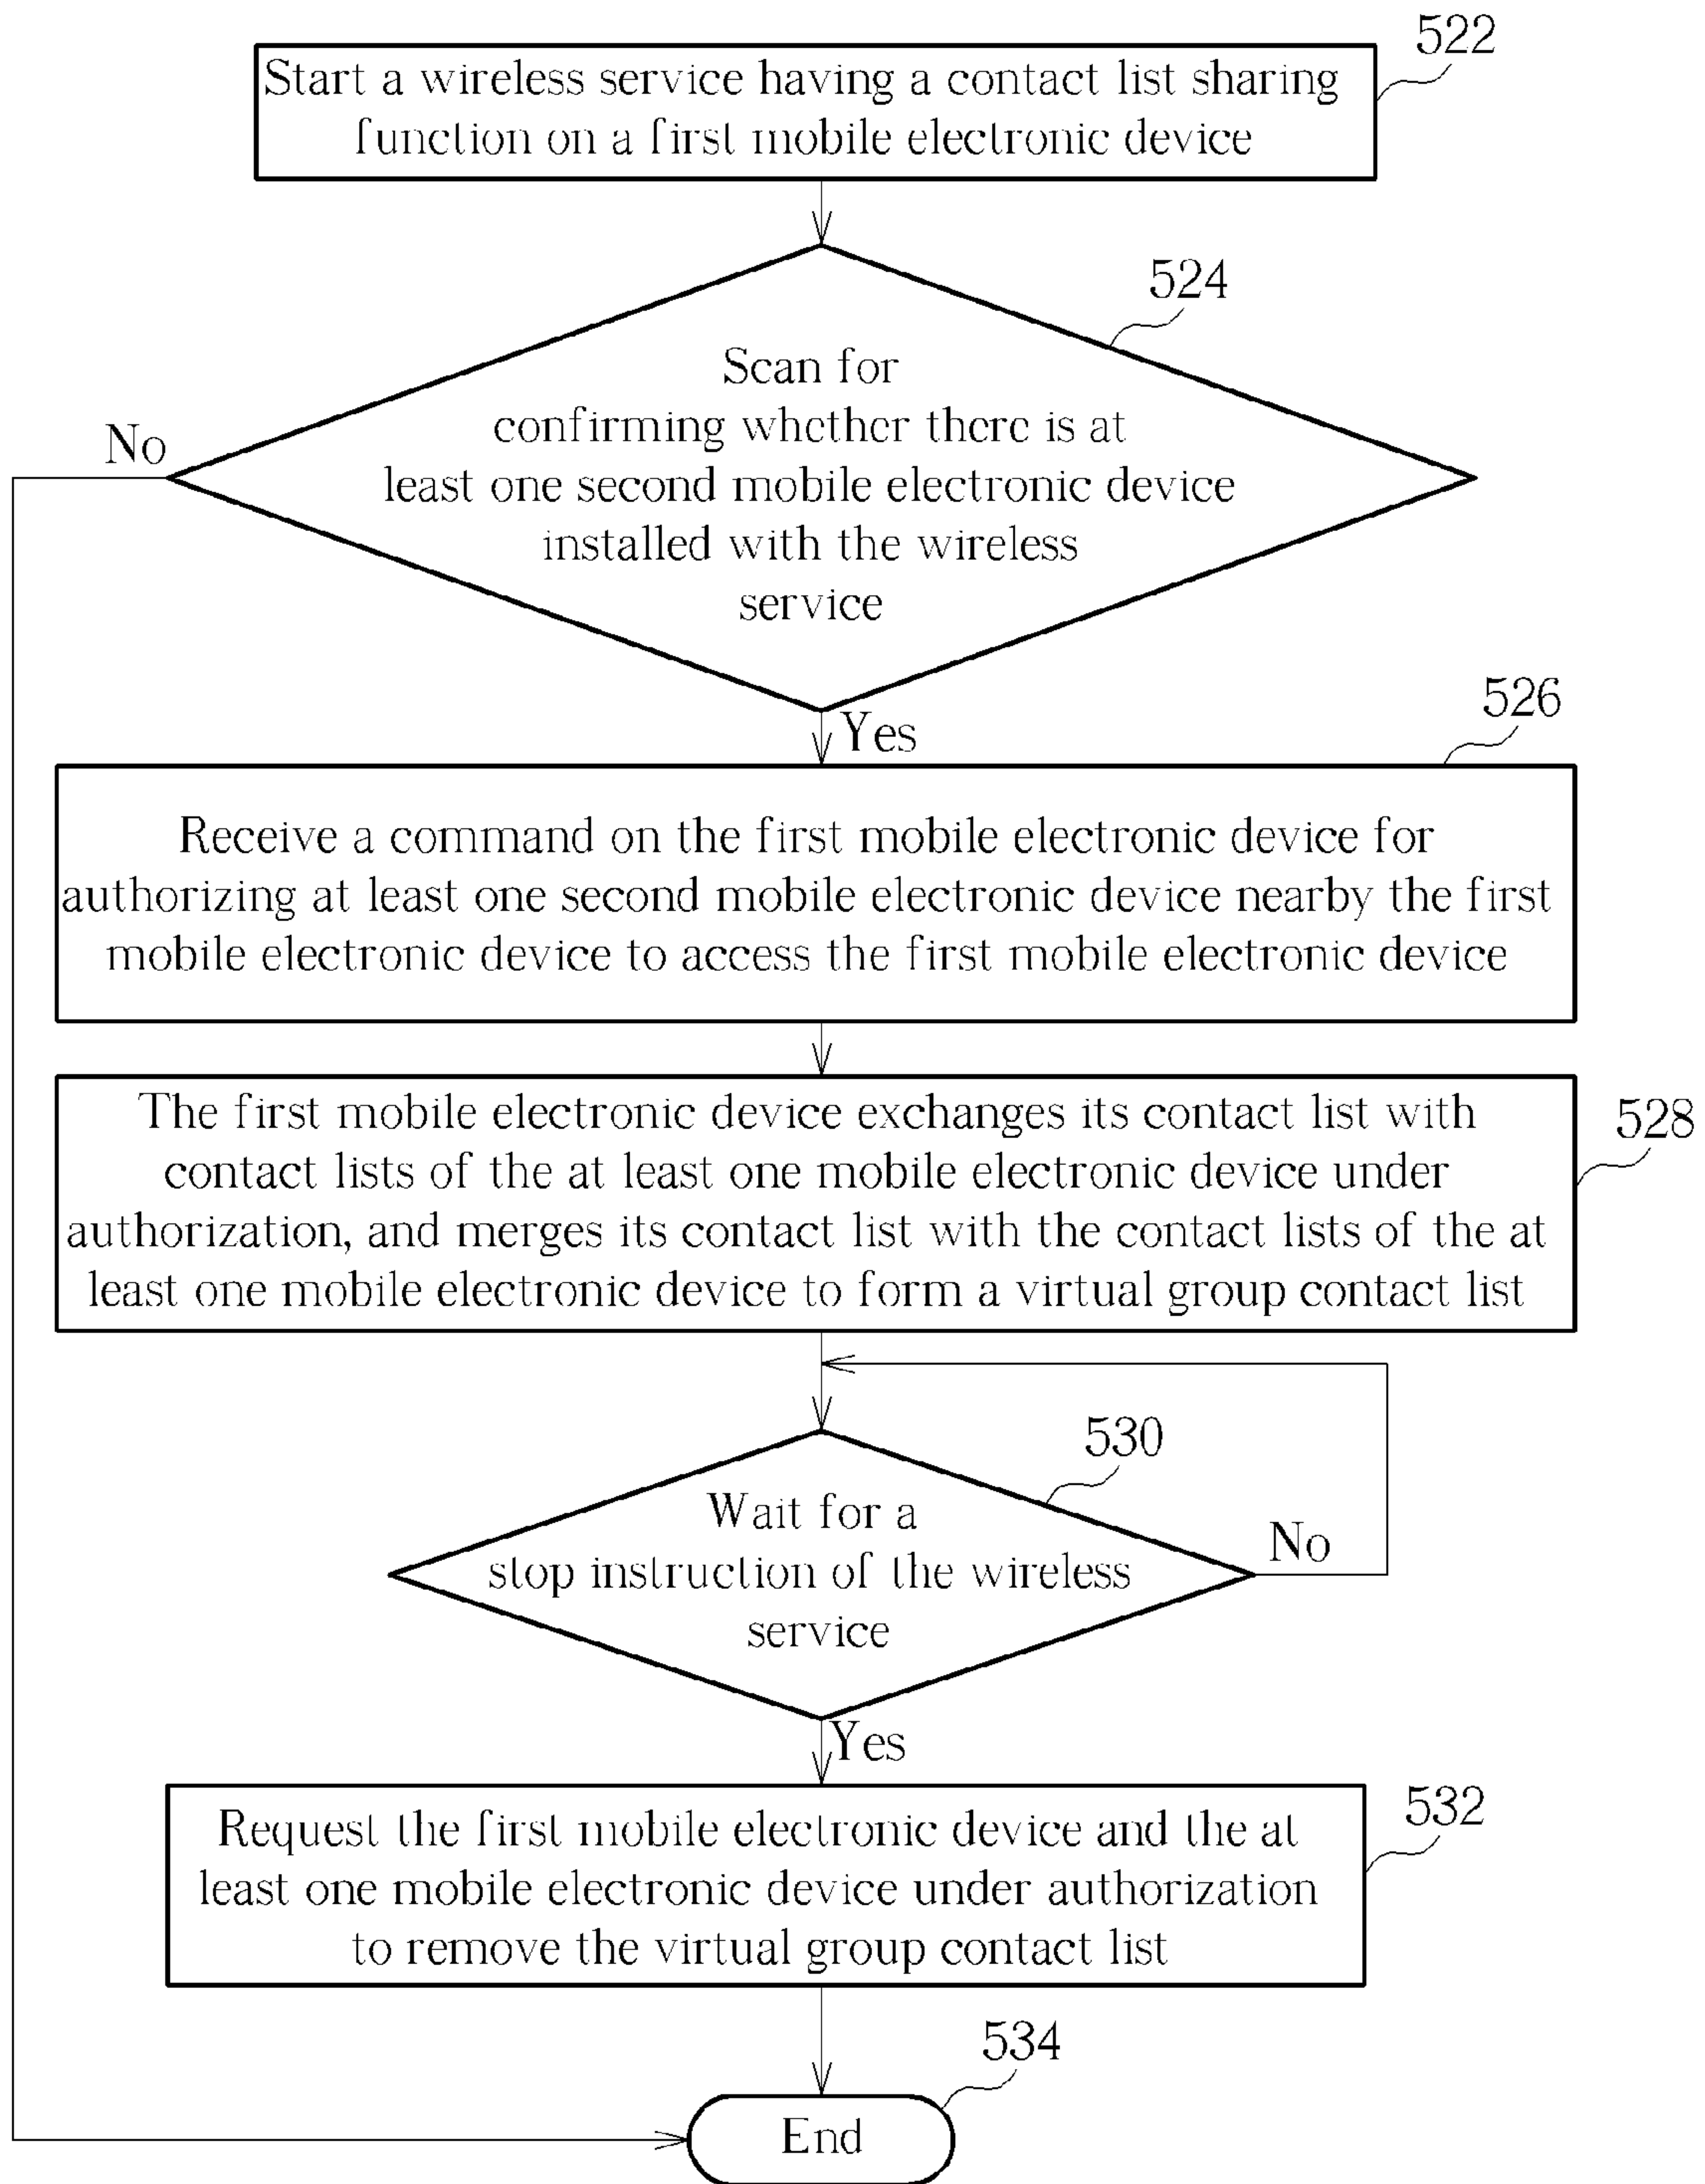 522
Start a wireless service having a contact list sharing
function on a first mobile electronic device
524
Scan for
confirming whether there is at
least one second mobile electronic device
installed with the wireless
service
No
Yes
526
Receive a command on the first mobile electronic device for
authorizing at least one second mobile electronic device nearby the first
mobile electronic device to access the first mobile electronic device
528
The first mobile electronic device exchanges its contact list with
contact lists of the at least one mobile electronic device under
authorization, and merges its contact list with the contact lists of the at
least one mobile electronic device to form a virtual group contact list
530
Wait for a
stop instruction of the wireless
service
No
Yes
532
Request the first mobile electronic device and the at
least one mobile electronic device under authorization
to remove the virtual group contact list
534
End